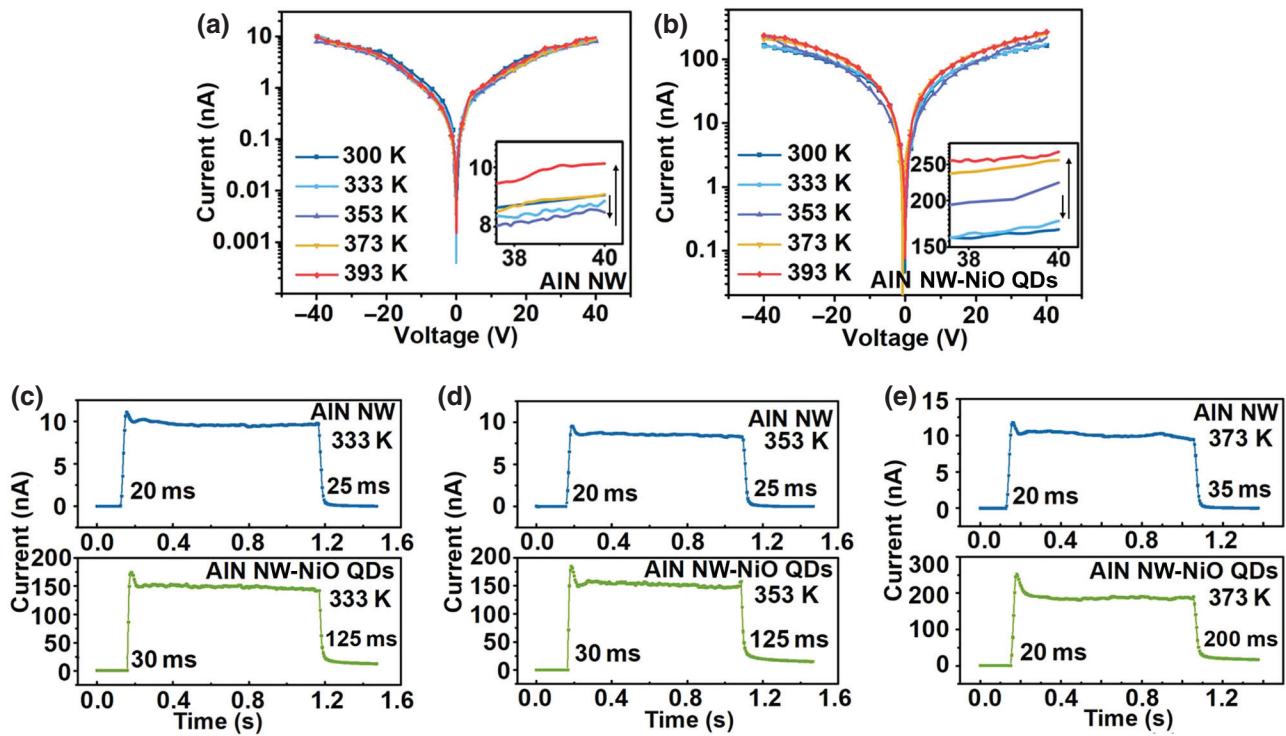 (a)
Current (nA)
10
1
0.1
0.01
0.001
300 K
333 K
353 K
373 K
393 K
10
8
38 40
AlN NW
−40 −20 0 20 40
Voltage (V)
(b)
Current (nA)
100
10
1
0.1
300 K
333 K
353 K
373 K
393 K
250
200
150
38 40
AlN NW-NiO QDs
−40 −20 0 20 40
Voltage (V)
(c)
Current (nA)
10
5
0
AlN NW
333 K
20 ms 25 ms
0.0 0.4 0.8 1.2 1.6
200
150
100
50
0
AlN NW-NiO QDs
333 K
125 ms
30 ms
0.0 0.4 0.8 1.2 1.6
Time (s)
(d)
Current (nA)
10
5
0
AlN NW
353 K
20 ms 25 ms
0.0 0.4 0.8 1.2 1.6
200
150
100
50
0
AlN NW-NiO QDs
353 K
125 ms
30 ms
0.0 0.4 0.8 1.2 1.6
Time (s)
(e)
Current (nA)
15
10
5
0
AlN NW
373 K
20 ms 35 ms
0.0 0.4 0.8 1.2
300
200
100
0
AlN NW-NiO QDs
373 K
200 ms
20 ms
0.0 0.4 0.8 1.2
Time (s)